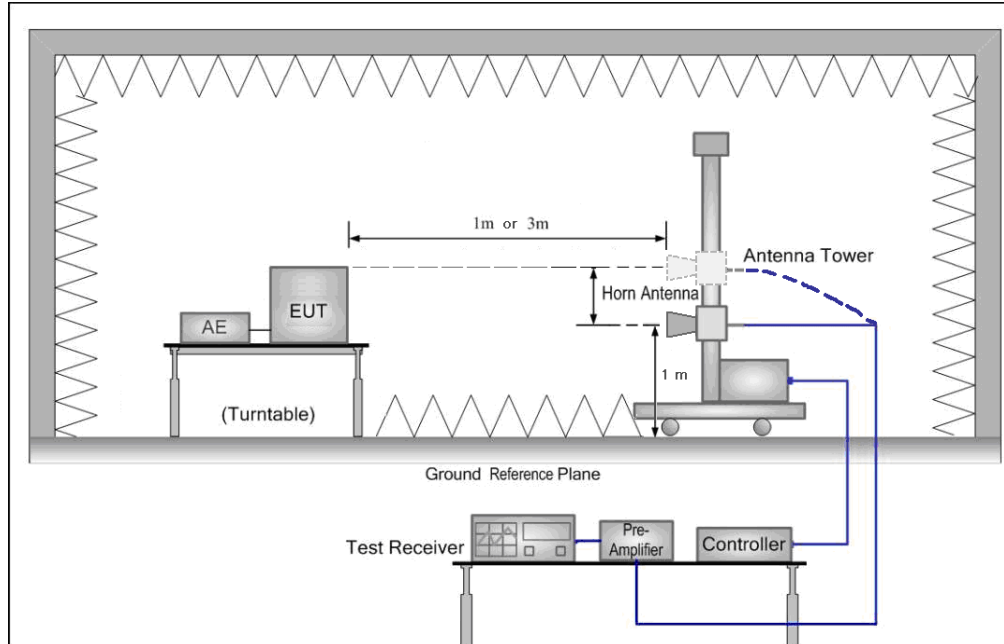 1m or 3m
Antenna Tower
Horn Antenna
EUT
AE
1 m
(Turntable)
Ground Reference Plane
Test Receiver
Pre-
Amplifier
Controller